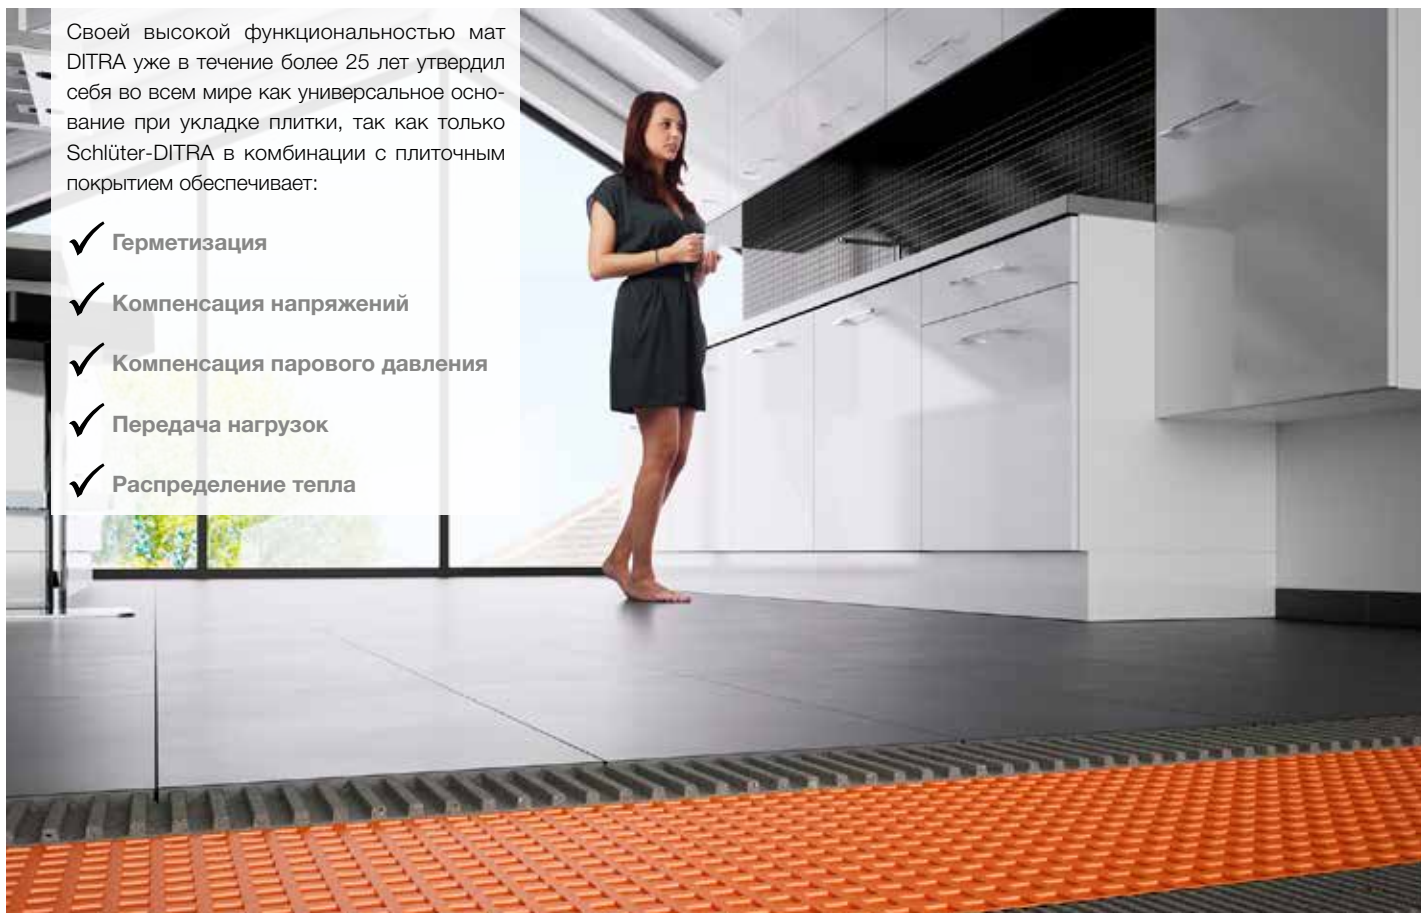 Своей высокой функциональностью мат
DITRA уже в течение более 25 лет утвердил
себя во всем мире как универсальное осно-
вание при укладке плитки, так как только
Schlüter-DITRA в комбинации с плиточным
покрытием обеспечивает:
Герметизация
Компенсация напряжений
Компенсация парового давления
Передача нагрузок
Распределение тепла